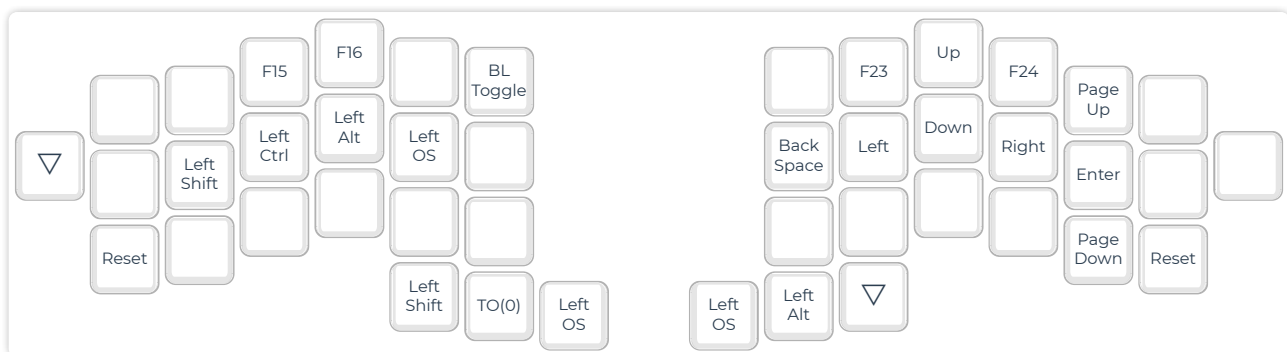 F16
Up
F15
F23
F24
BL
Toggle
Page
Up
Left
Alt
Down
Left
Ctrl
Left
OS
Back
Space
Left
Right
▽
Left
Shift
Enter
Reset
Page
Down
Reset
Left
Shift
TO(0)
Left
OS
Left
OS
Left
Alt
▽